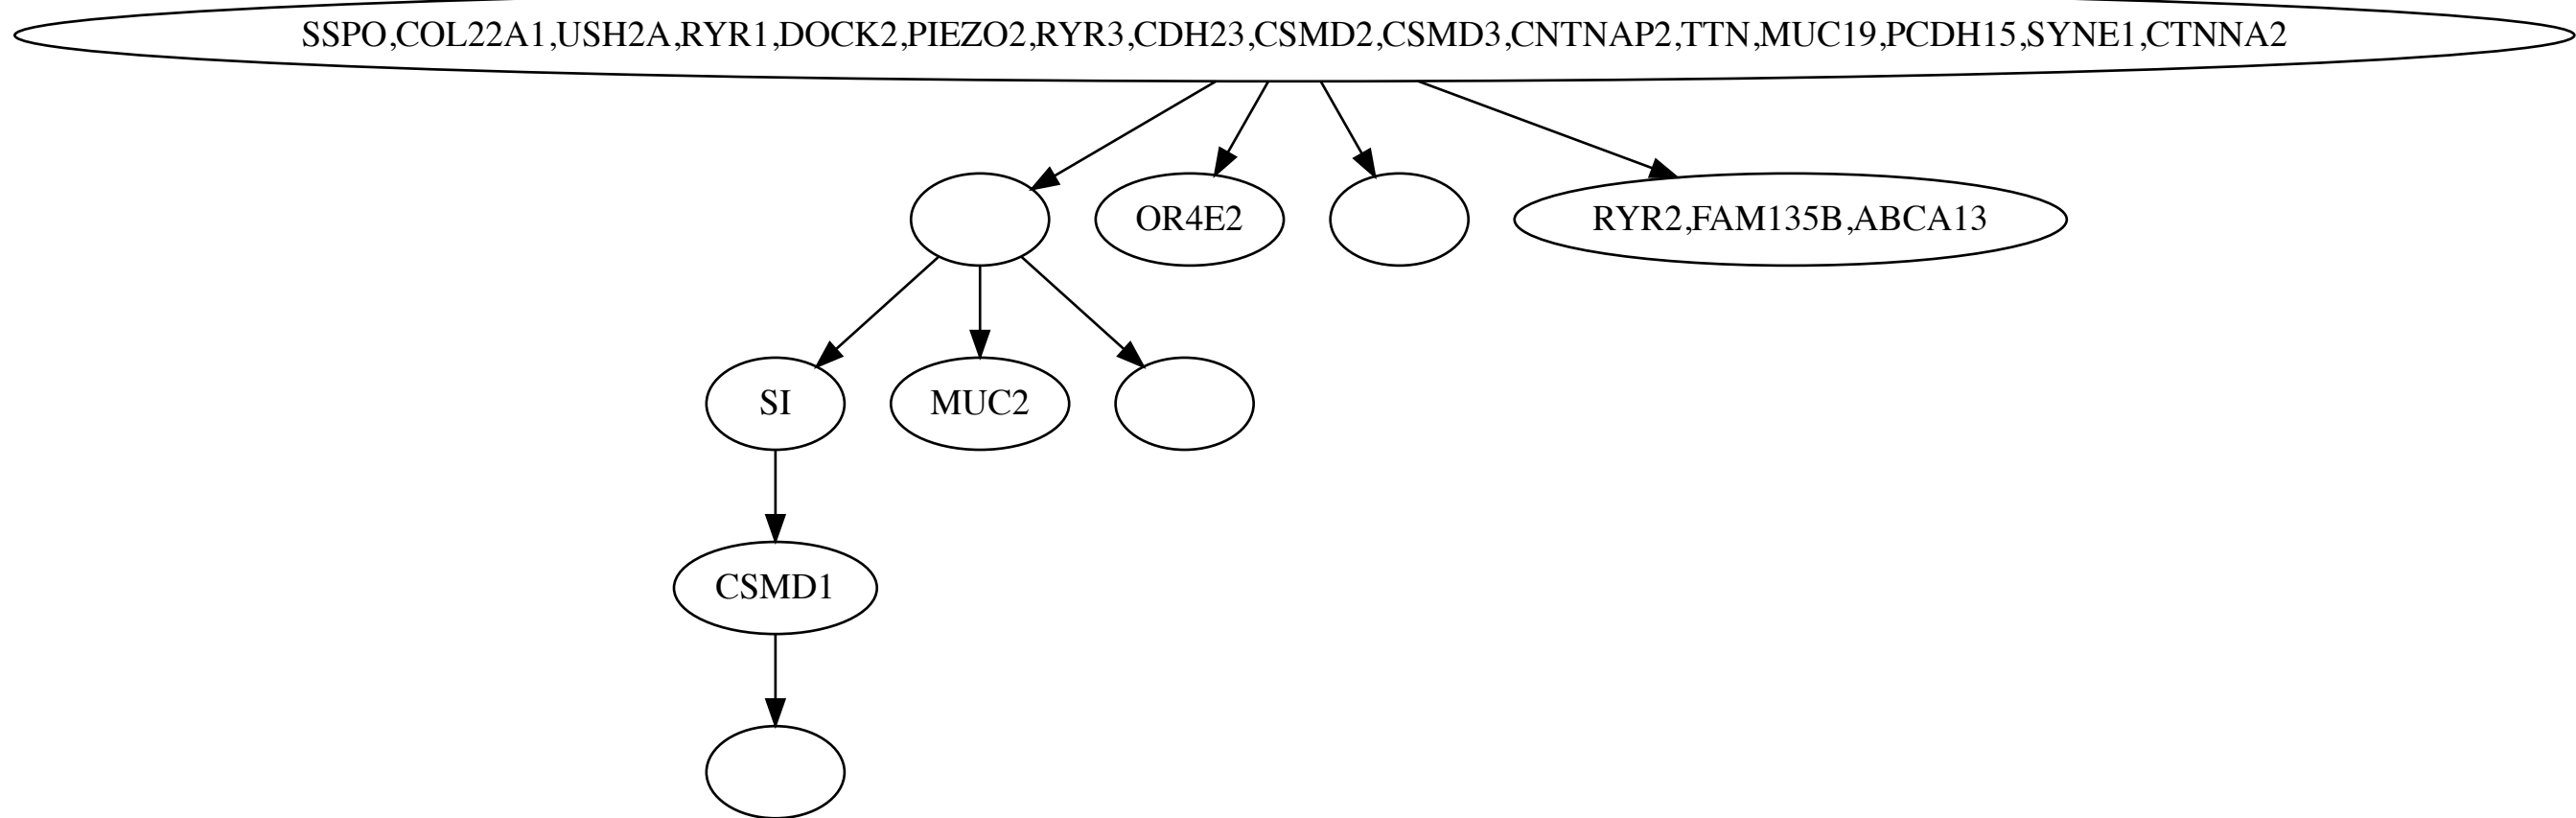 SSPO,COL22A1,USH2A,RYR1,DOCK2,PIEZO2,RYR3,CDH23,CSMD2,CSMD3,CNTNAP2,TTN,MUC19,PCDH15,SYNE1,CTNNA2
OR4E2
RYR2,FAM135B,ABCA13
SI
MUC2
CSMD1